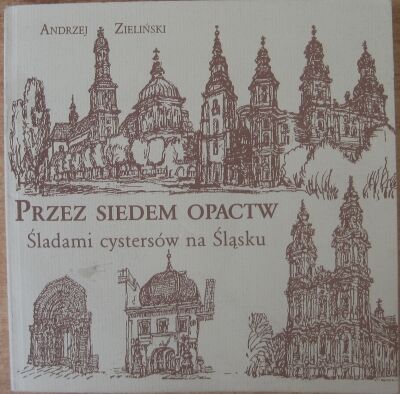 Andrzej Zieliński
Przez siedem opactw
Śladami cystersów na Śląsku